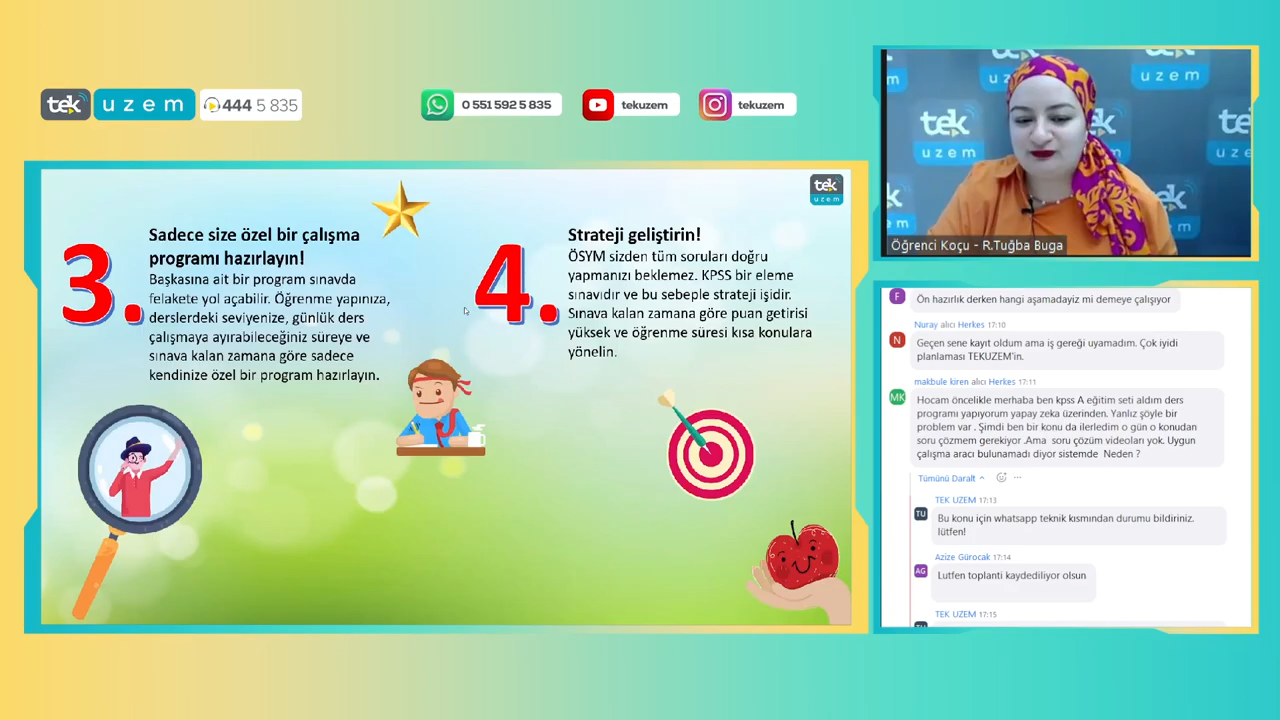 tek
uzem
444 5 835
0 551 592 5 835
tekuzem
tekuzem
tek
uzem
3.
Sadece size özel bir çalışma
programı hazırlayın!
Başkasına ait bir program sınavda
felakete yol açabilir. Öğrenme yapınıza,
derslerdeki seviyenize, günlük ders
çalışmaya ayırabileceğiniz süreye ve
sınava kalan zamana göre sadece
kendinize özel bir program hazırlayın.
4.
Strateji geliştirin!
ÖSYM sizden tüm soruları doğru
yapmanızı beklemez. KPSS bir eleme
sınavıdır ve bu sebeple strateji işidir.
Sınava kalan zamana göre puan getirisi
yüksek ve öğrenme süresi kısa konulara
yönelin.
tek
uzem
uzem
Öğrenci Koçu - R.Tuğba Buga
F
Ön hazırlık derken hangi aşamadayiz mi demeye çalışıyor
Nuray alıcı Herkes 17:10
N
Geçen sene kayıt oldum ama iş gereği uyamadım. Çok iyidi
planlaması TEKUZEM'in.
makbule kiren alıcı Herkes 17:11
MK
Hocam öncelikle merhaba ben kpss A eğitim seti aldım ders
programı yapıyorum yapay zeka üzerinden. Yanlız şöyle bir
problem var . Şimdi ben bir konu da ilerledim o gün o konudan
soru çözmem gerekiyor .Ama soru çözüm videoları yok. Uygun
çalışma aracı bulunamadı diyor sistemde Neden ?
Tümünü Daralt
TEK UZEM 17:13
TU
Bu konu için whatsapp teknik kısmından durumu bildiriniz.
lütfen!
Azize Gürocak 17:14
AG
Lutfen toplanti kaydediliyor olsun
TEK UZEM 17:15